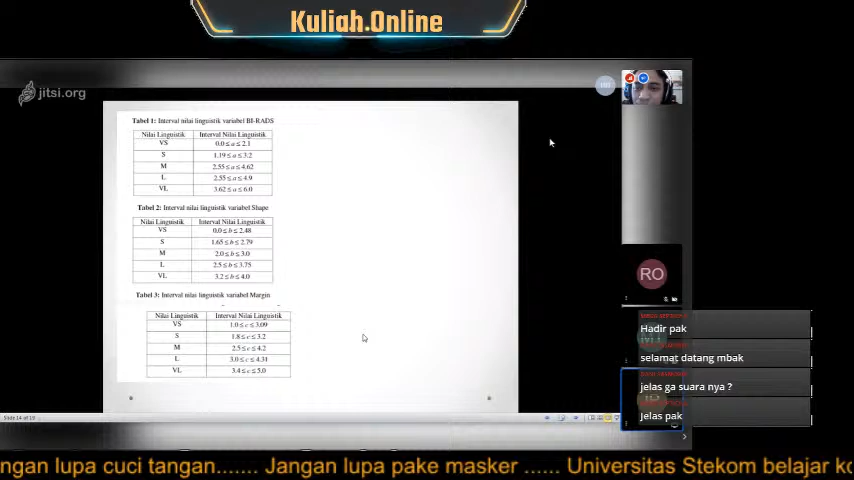 Kuliah.Online
jitsi.org
Tabel 1: Interval nilai linguistik variabel BI-RADS
Nilai Linguistik Interval Nilai Linguistik
VS 0.0 ≤ a ≤ 2.1
S 1.19 ≤ a ≤ 3.2
M 2.55 ≤ a ≤ 4.62
L 2.55 ≤ a ≤ 4.9
VL 3.62 ≤ a ≤ 6.0
Tabel 2: Interval nilai linguistik variabel Shape
Nilai Linguistik Interval Nilai Linguistik
VS 0.0 ≤ b ≤ 2.48
S 1.65 ≤ b ≤ 2.79
M 2.0 ≤ b ≤ 3.0
L 2.5 ≤ b ≤ 3.75
VL 3.2 ≤ b ≤ 4.0
Tabel 3: Interval nilai linguistik variabel Margin
Nilai Linguistik Interval Nilai Linguistik
VS 1.0 ≤ c ≤ 3.09
S 1.8 ≤ c ≤ 3.2
M 2.5 ≤ c ≤ 4.2
L 3.0 ≤ c ≤ 4.31
VL 3.4 ≤ c ≤ 5.0
RO
Hadir pak
selamat datang mbak
jelas ga suara nya ?
Jelas pak
ngan lupa cuci tangan....... Jangan lupa pake masker ...... Universitas Stekom belajar ko